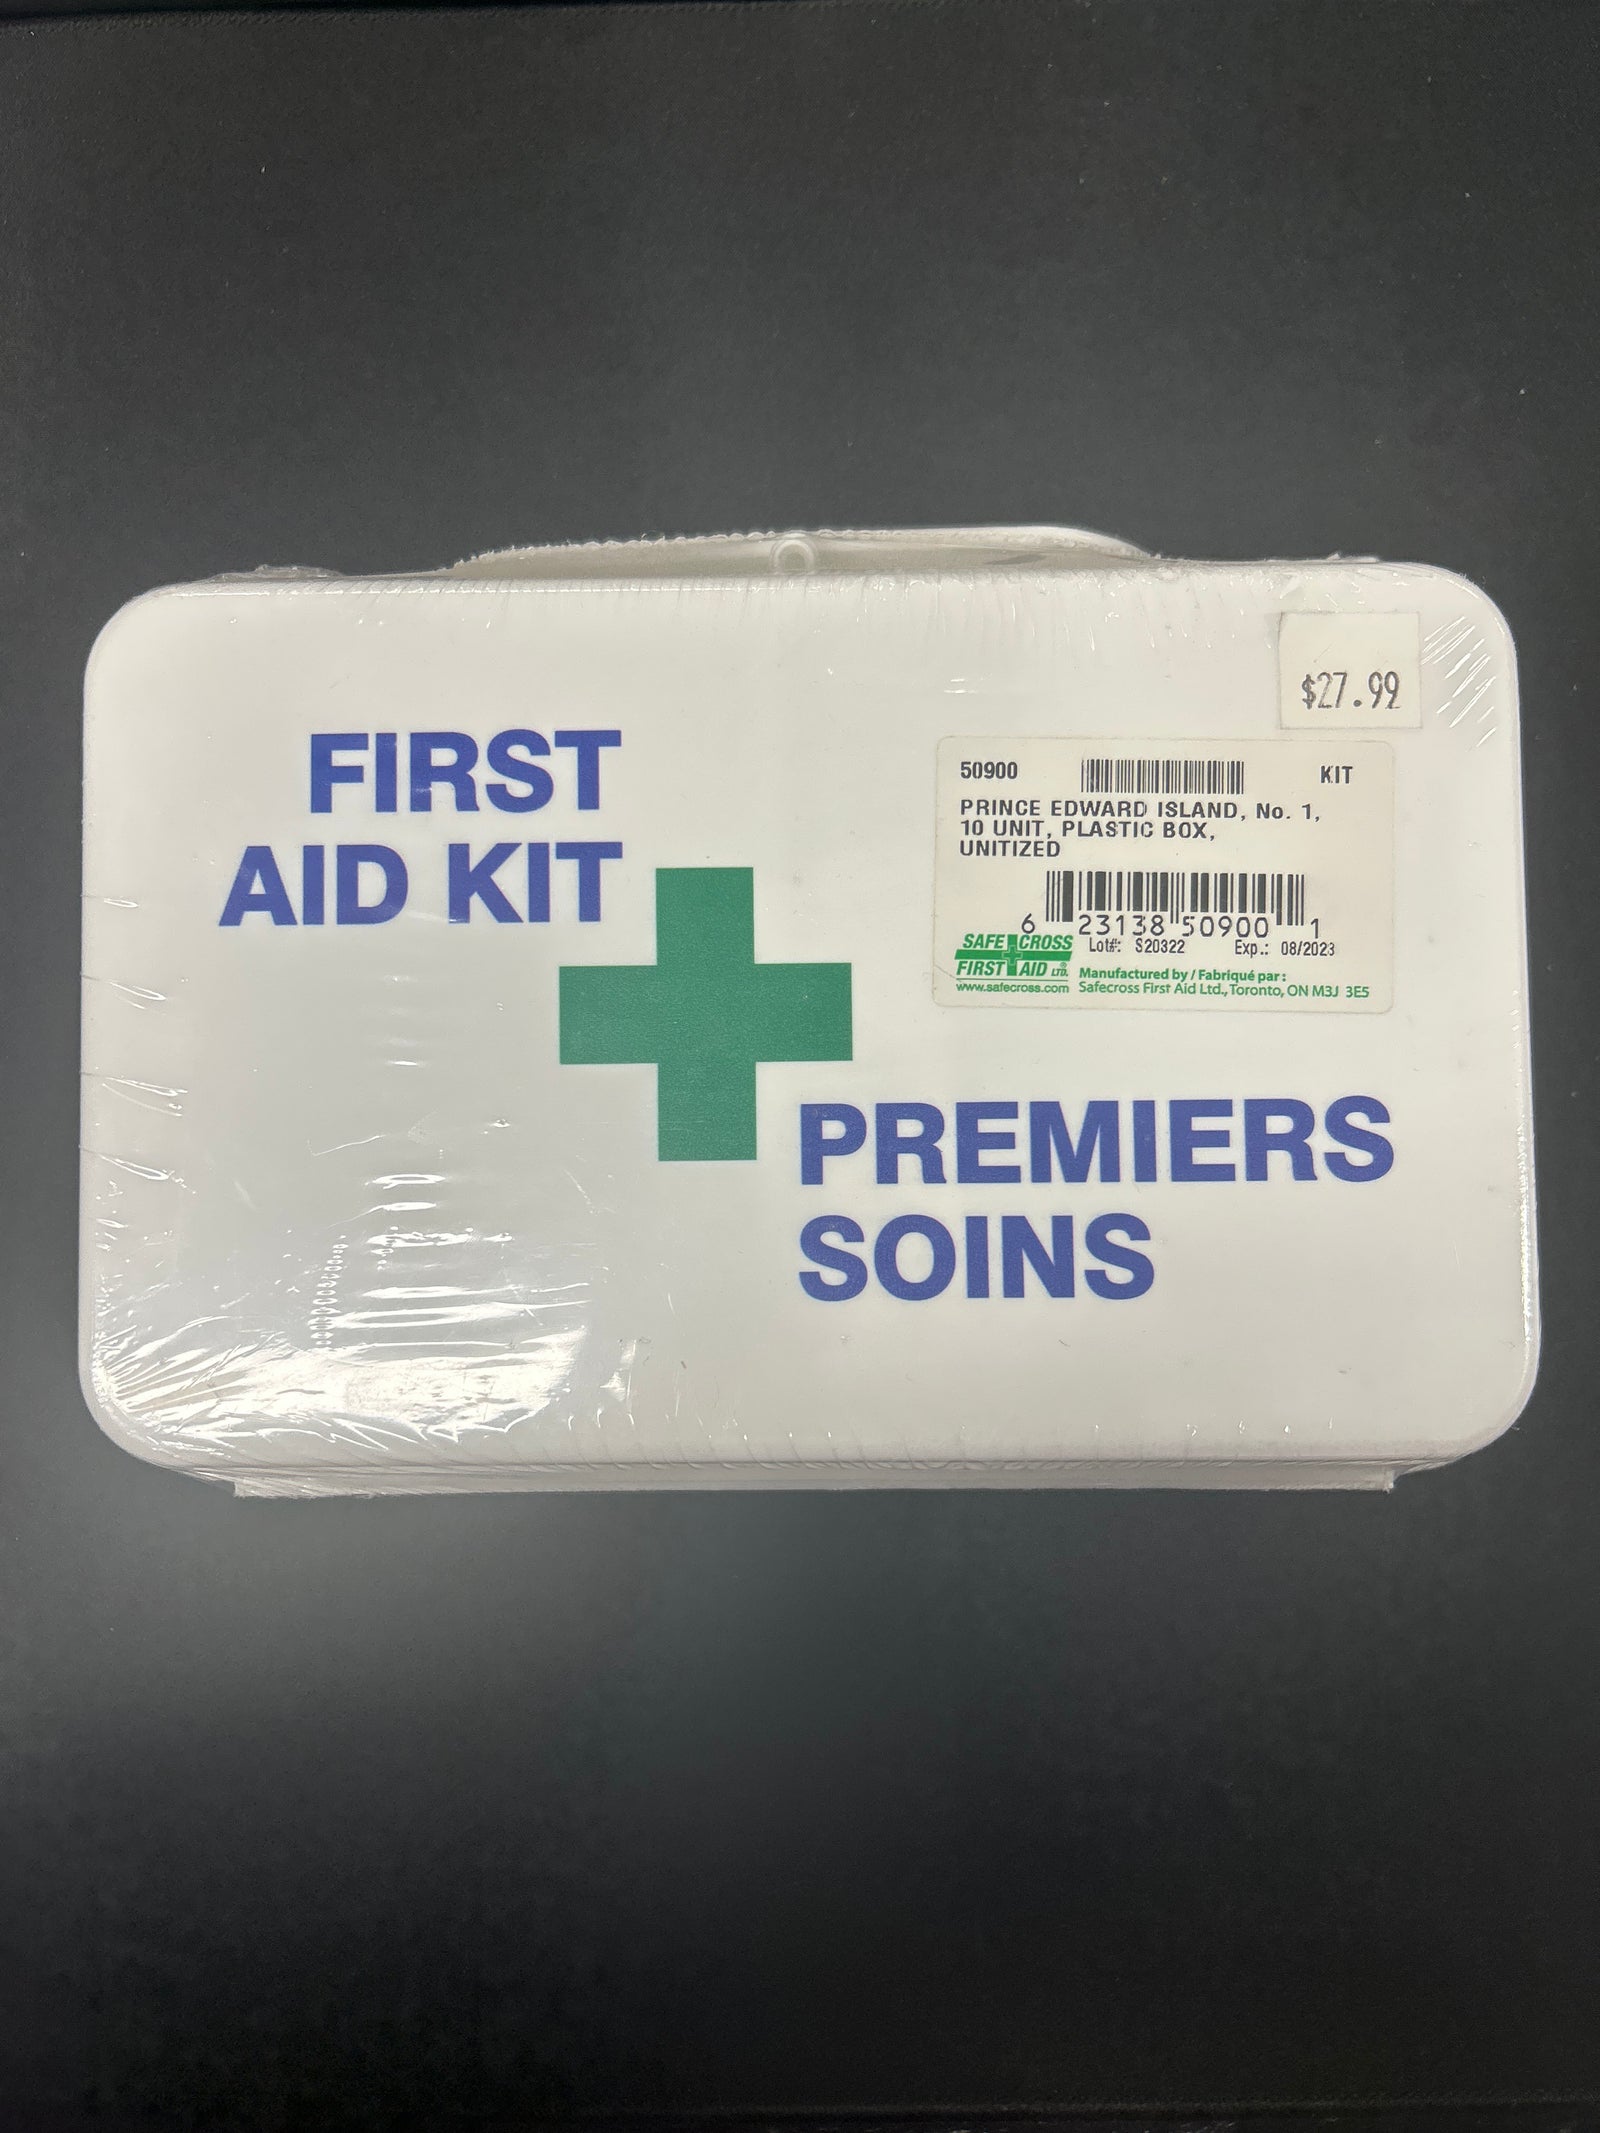 FIRST
AID KIT
$27.99
50900 KIT
PRINCE EDWARD ISLAND, No. 1,
10 UNIT, PLASTIC BOX,
UNITIZED
6 23138 50900 1
SAFE CROSS
FIRST AID LTD.®
www.safecross.com
Lot#: S20322 Exp.: 08/2023
Manufactured by / Fabriqué par :
Safecross First Aid Ltd., Toronto, ON M3J 3E5
PREMIERS
SOINS